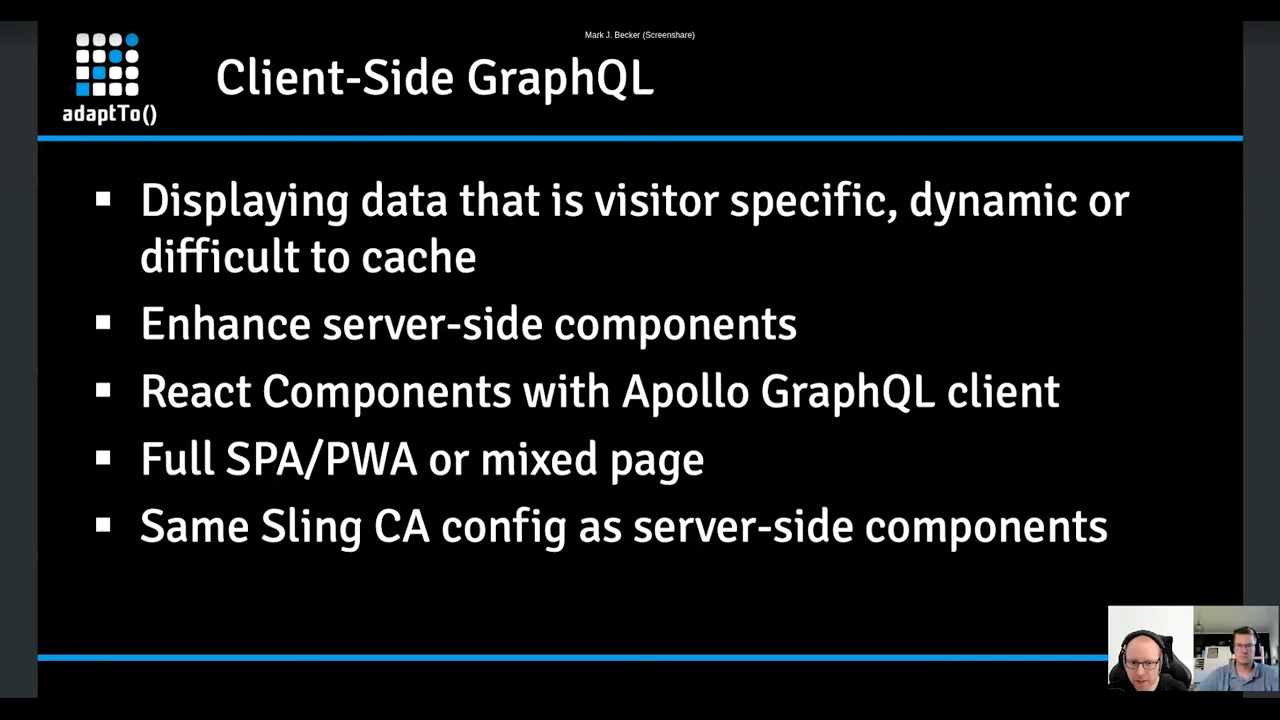 Mark J. Becker (Screenshare)
adaptTo()
Client-Side GraphQL
▪ Displaying data that is visitor specific, dynamic or
difficult to cache
▪ Enhance server-side components
▪ React Components with Apollo GraphQL client
▪ Full SPA/PWA or mixed page
▪ Same Sling CA config as server-side components